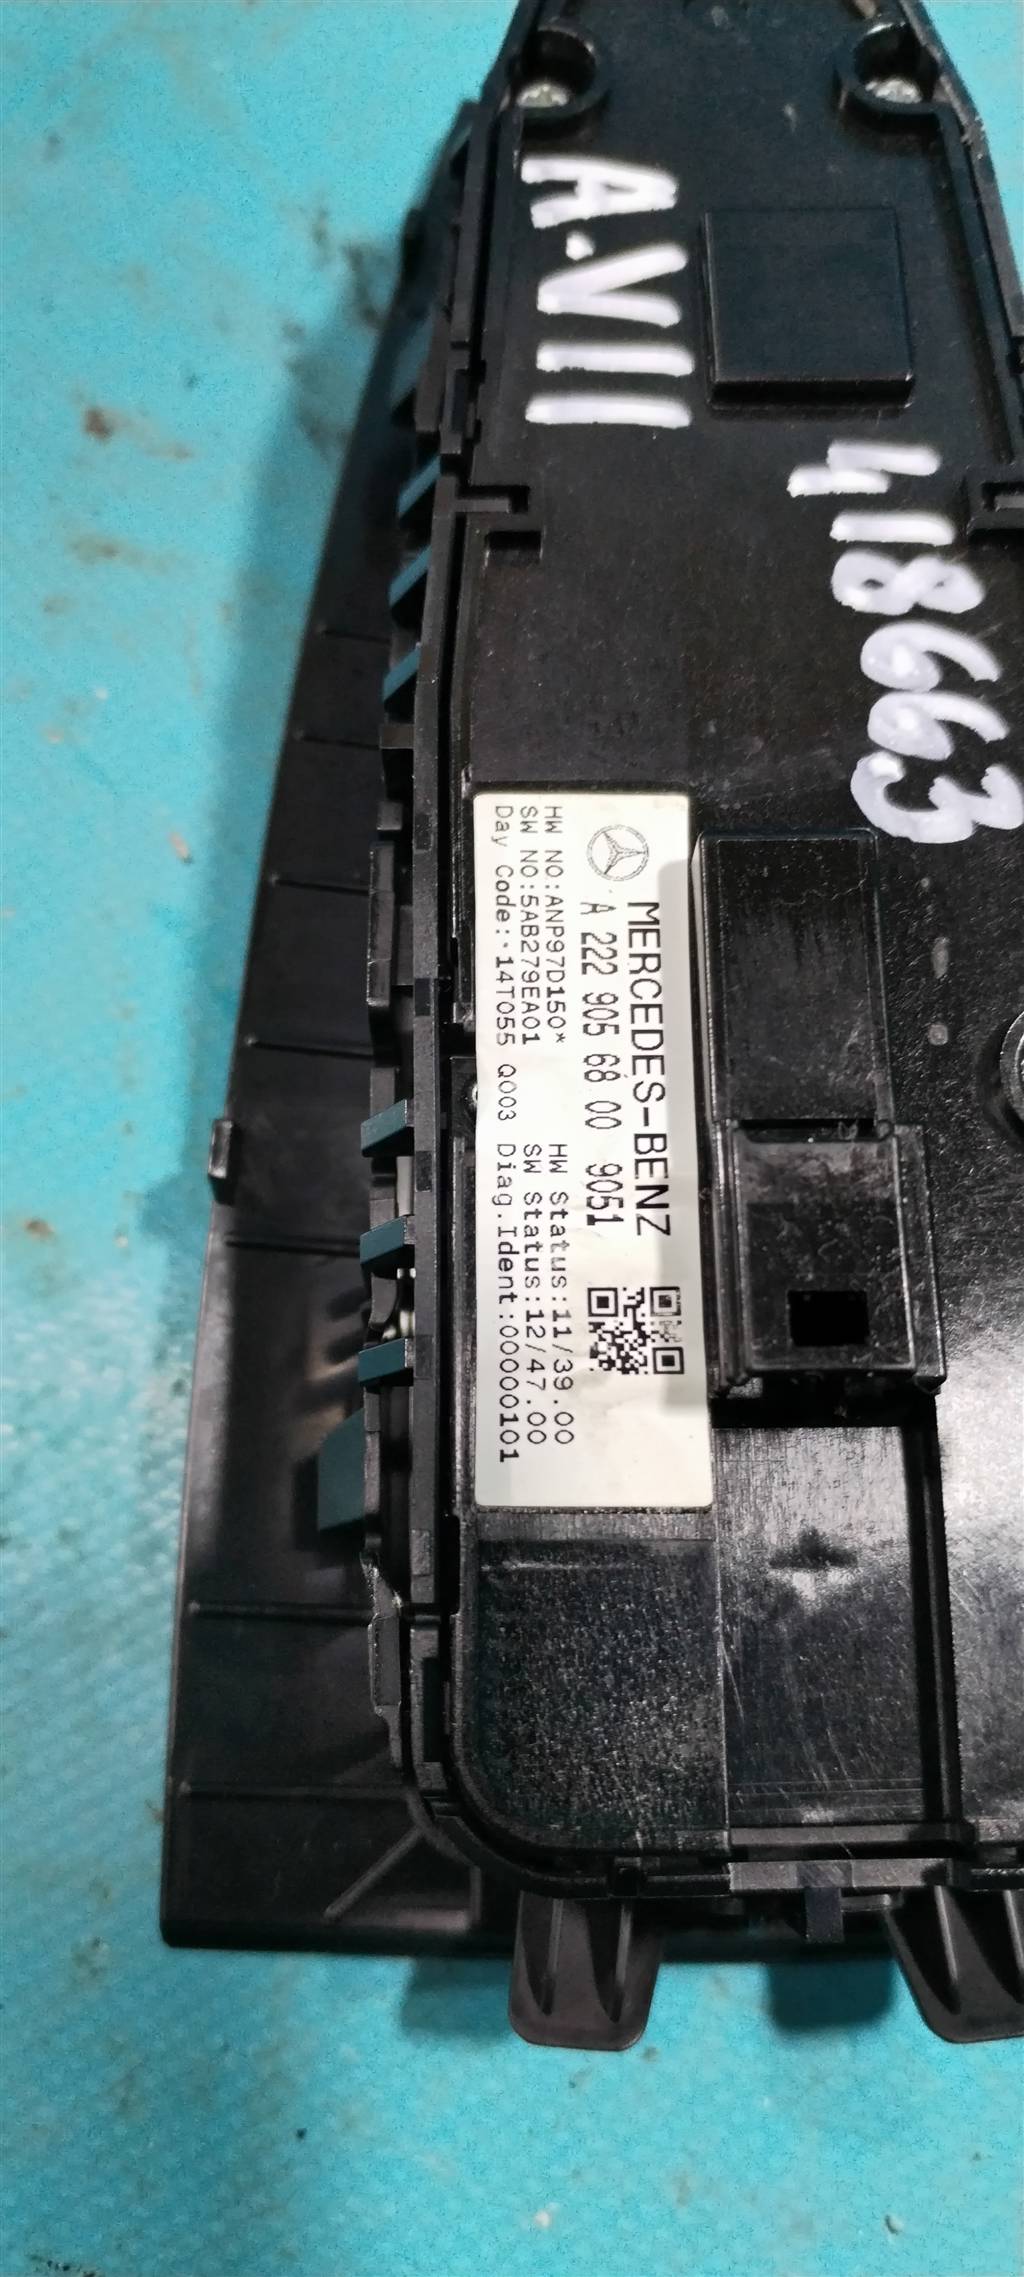 A.VII
418663
MERCEDES-BENZ
A 222 905 68 00 9051
HW NO:ANP97D150* HW Status:11/39.00
SW NO:5AB279EA01 SW Status:12/47.00
Day Code:·14T055 Q003 Diag.Ident:00000101